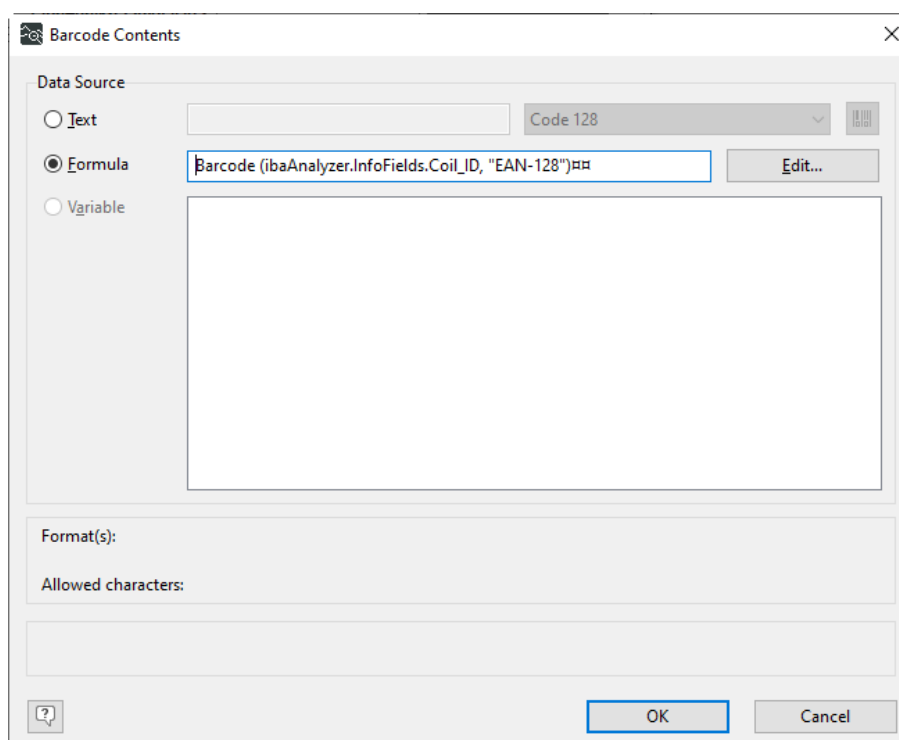 Barcode Contents
Data Source
Text
Code 128
Formula
Barcode (ibaAnalyzer.InfoFields.Coil_ID, "EAN-128")¤¤
Edit...
Variable
Format(s):
Allowed characters:
OK
Cancel